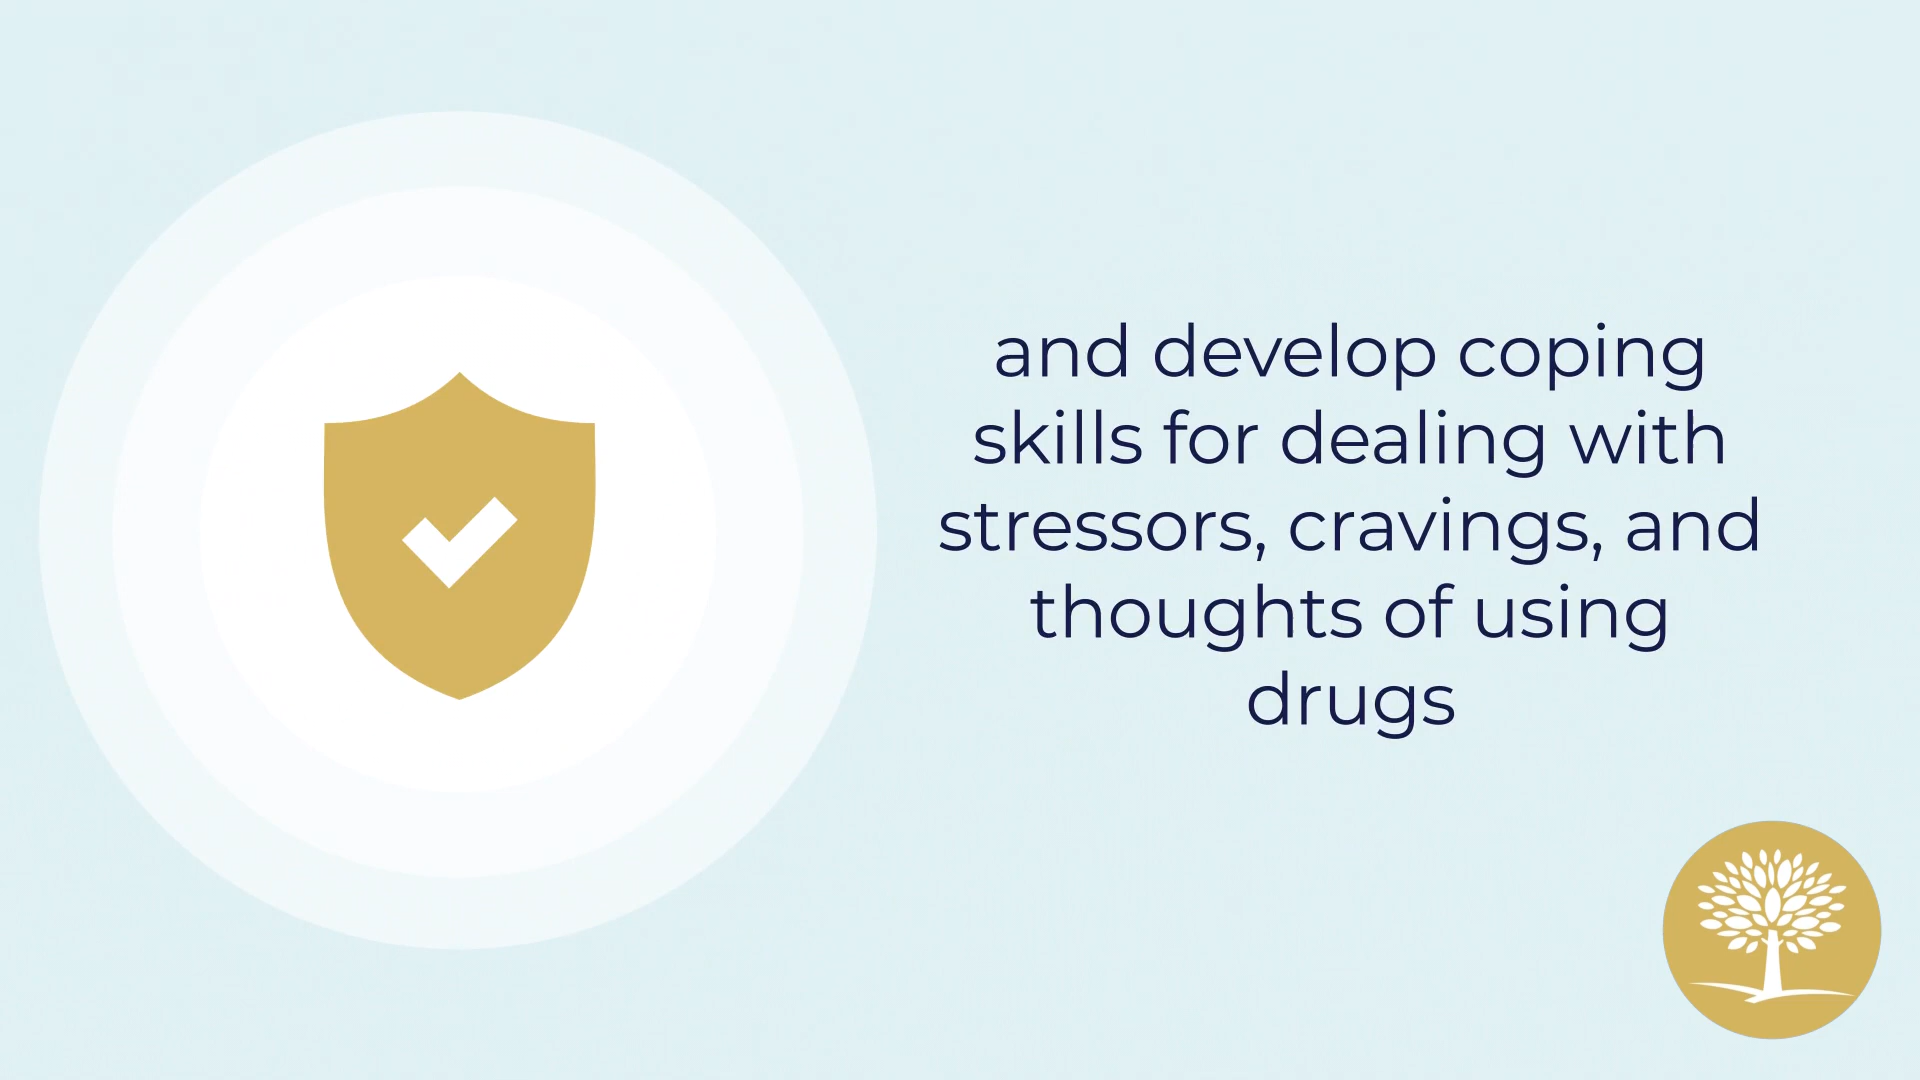 and develop coping
skills for dealing with
stressors, cravings, and
thoughts of using
drugs